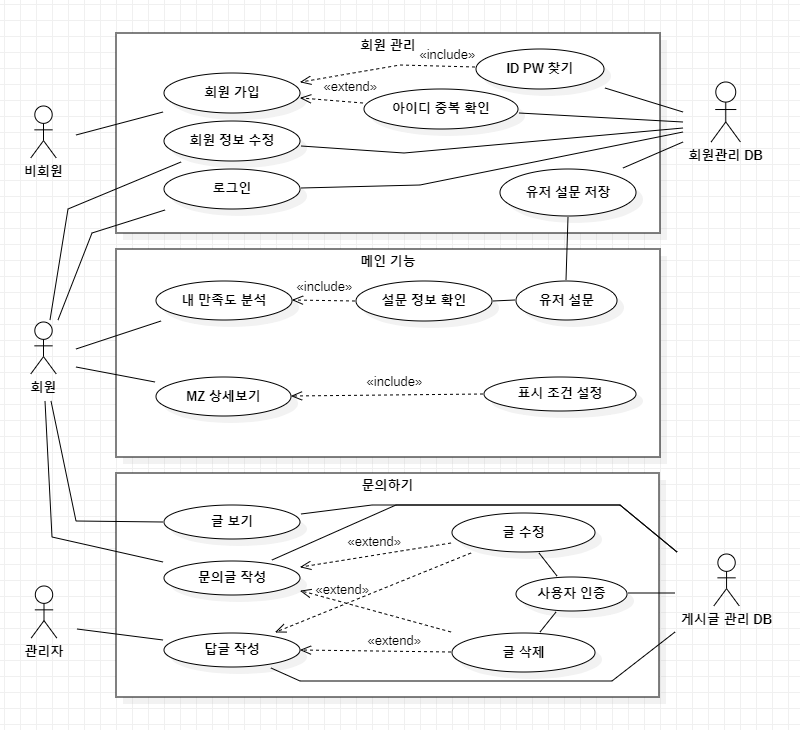 회원 관리
«include»
ID PW 찾기
회원 가입
«extend»
아이디 중복 확인
비회원
회원 정보 수정
회원관리 DB
로그인
유저 설문 저장
메인 기능
내 만족도 분석
«include»
설문 정보 확인
유저 설문
회원
MZ 상세보기
«include»
표시 조건 설정
문의하기
글 보기
글 수정
«extend»
문의글 작성
«extend»
사용자 인증
게시글 관리 DB
관리자
답글 작성
«extend»
글 삭제